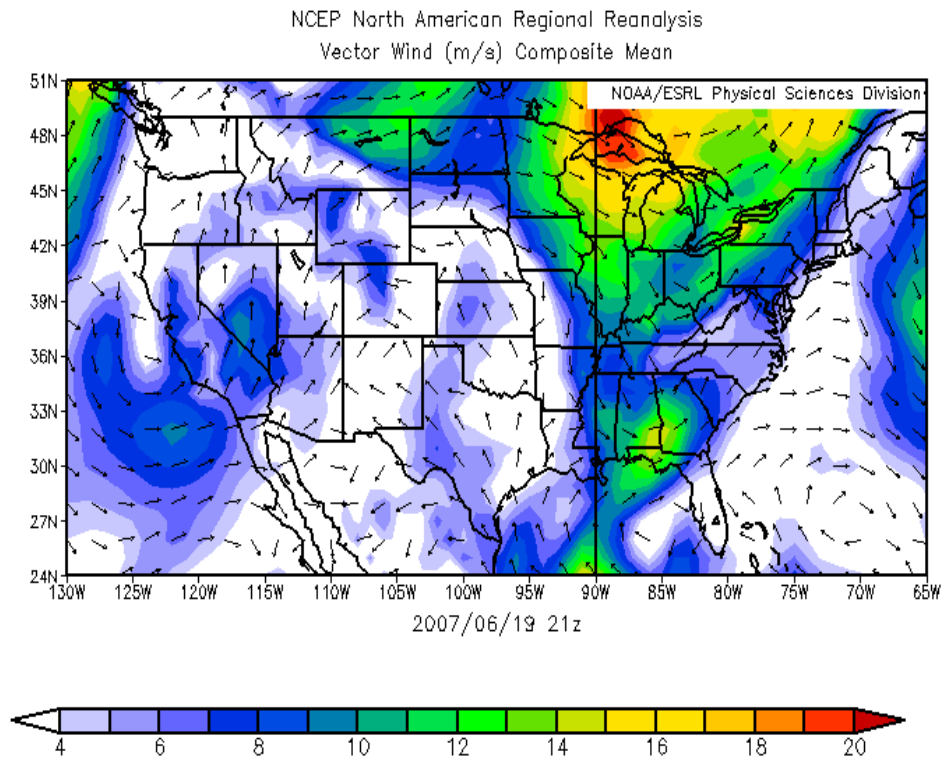 NCEP North American Regional Reanalysis
Vector Wind (m/s) Composite Mean
NOAA/ESRL Physical Sciences Division
51N
48N
45N
42N
39N
36N
33N
30N
27N
24N
130W 125W 120W 115W 110W 105W 100W 95W 90W 85W 80W 75W 70W 65W
2007/06/19 21z
4 6 8 10 12 14 16 18 20